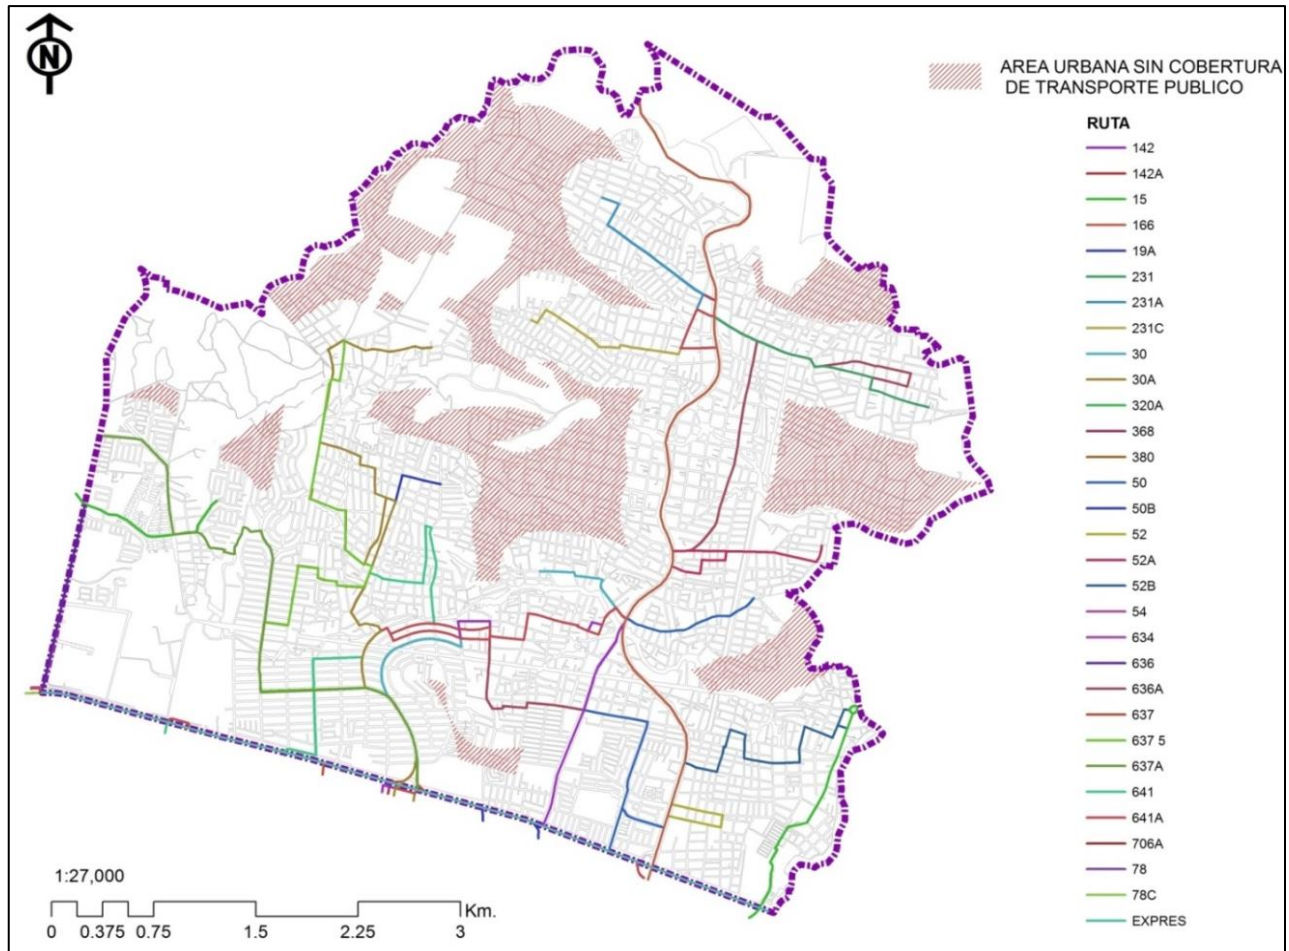 N
AREA URBANA SIN COBERTURA
DE TRANSPORTE PUBLICO
RUTA
142
142A
15
166
19A
231
231A
231C
30
30A
320A
368
380
50
50B
52
52A
52B
54
634
636
636A
637
637 5
637A
641
641A
706A
78
78C
EXPRES
1:27,000
Km.
0 0.375 0.75 1.5 2.25 3